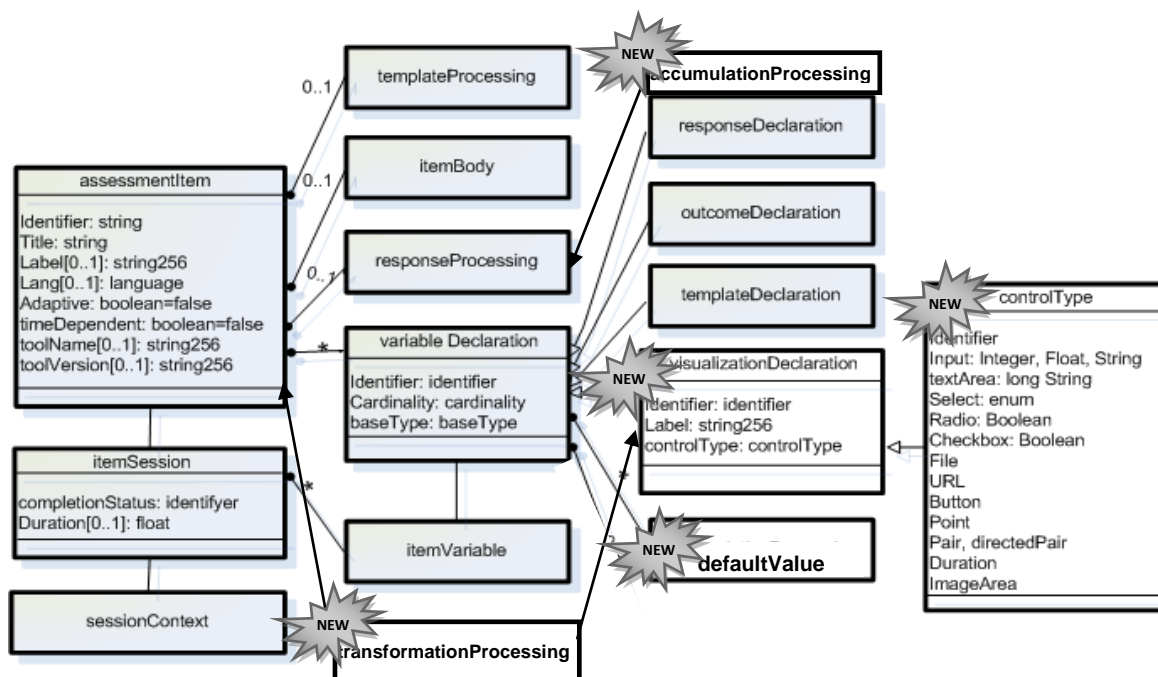 NEW
accumulationProcessing
templateProcessing
0..1
responseDeclaration
itemBody
0..1
assessmentItem
Identifier: string
Title: string
Label[0..1]: string256
Lang[0..1]: language
Adaptive: boolean=false
timeDependent: boolean=false
toolName[0..1]: string256
toolVersion[0..1]: string256
outcomeDeclaration
responseProcessing
0..1
templateDeclaration
NEW
controlType
Identifier
Input: Integer, Float, String
textArea: long String
Select: enum
Radio: Boolean
Checkbox: Boolean
File
URL
Button
Point
Pair, directedPair
Duration
ImageArea
*
variable Declaration
Identifier: identifier
Cardinality: cardinality
baseType: baseType
NEW
visualizationDeclaration
Identifier: identifier
Label: string256
controlType: controlType
itemSession
completionStatus: identifyer
Duration[0..1]: float
*
*
itemVariable
NEW
defaultValue
sessionContext
NEW
transformationProcessing